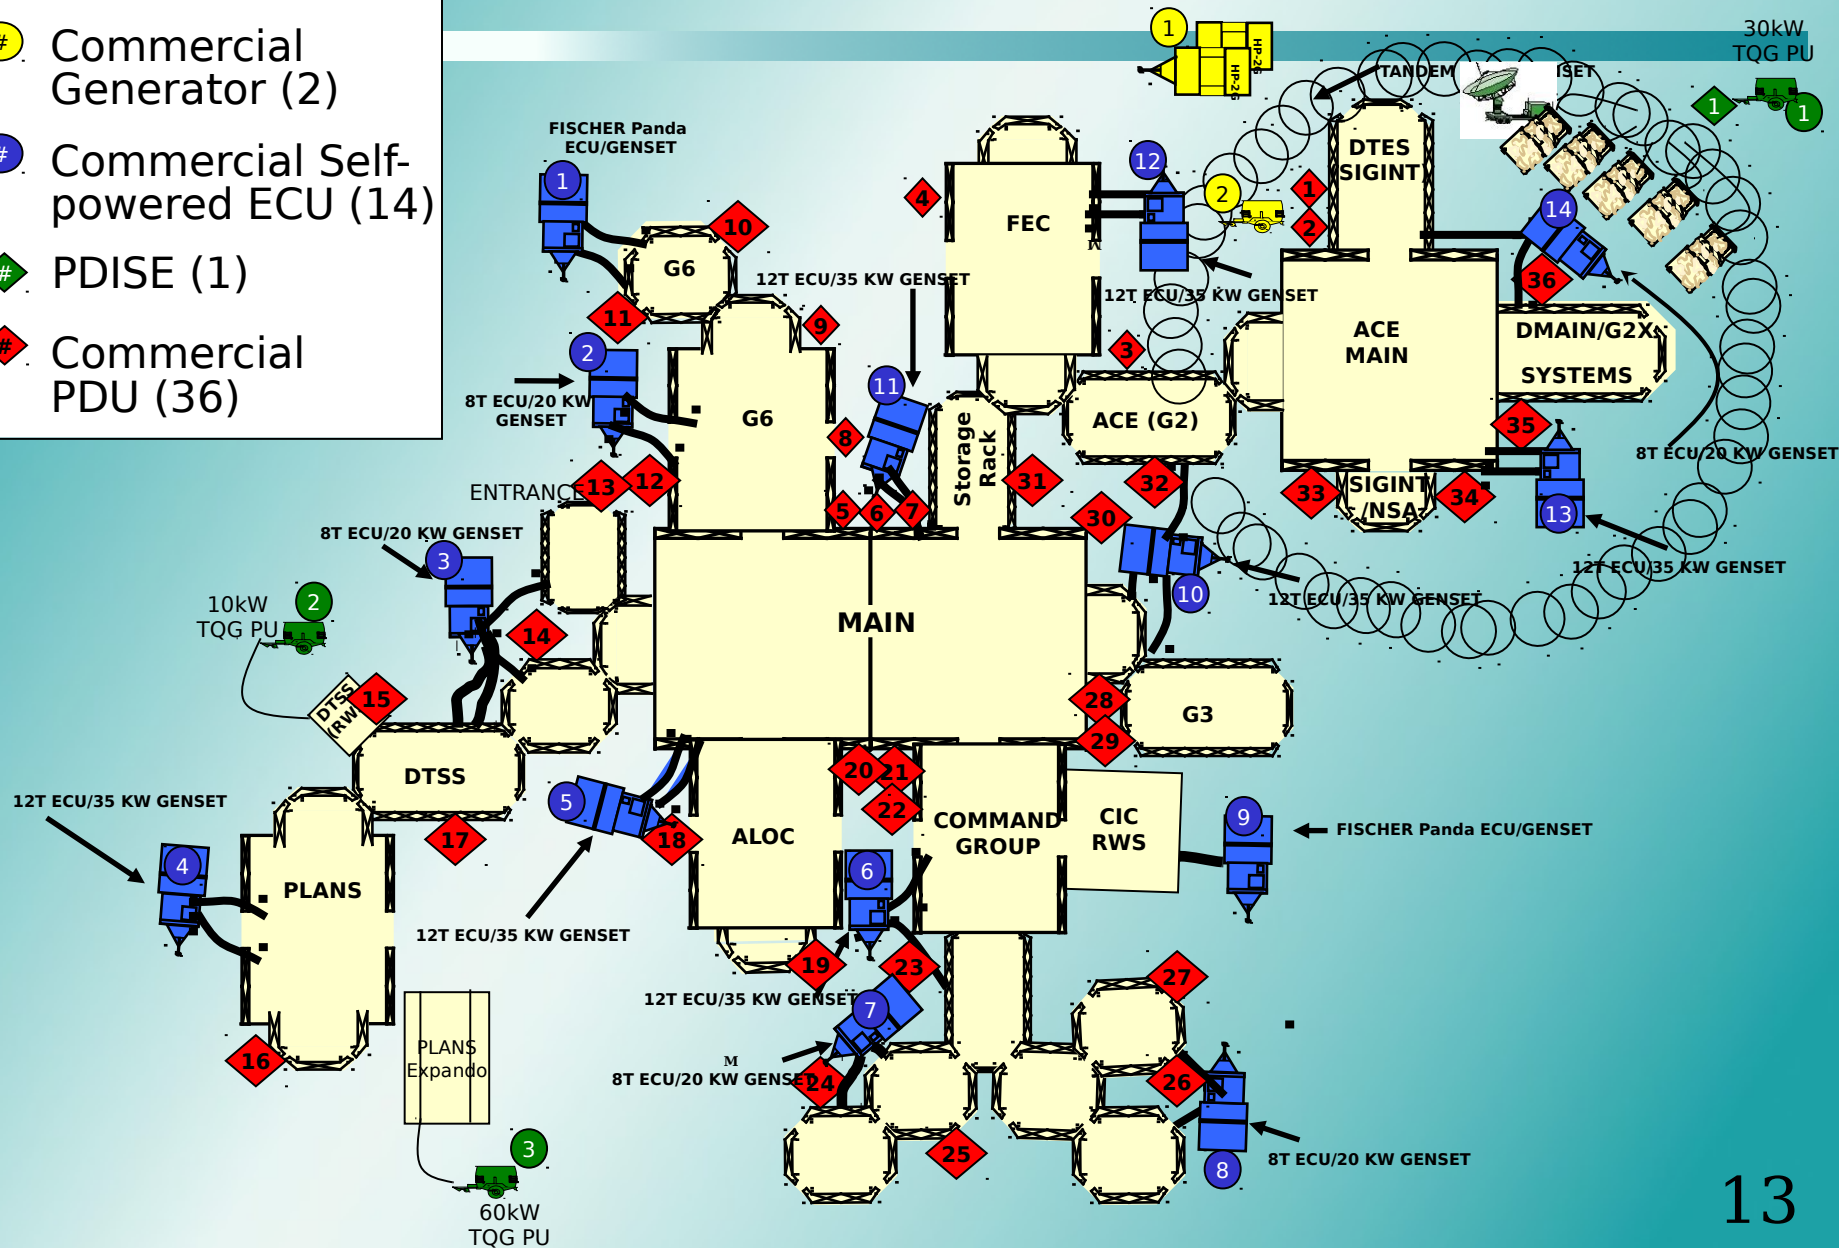 # Commercial
Generator (2)
# Commercial Self-
powered ECU (14)
# PDISE (1)
# Commercial
PDU (36)
1
HP-2G
HP-2G
30kW
TQG PU
1
1
TANDEM
SET
FISCHER Panda
ECU/GENSET
1
10
G6
11
12T ECU/35 KW GENSET
9
2
8T ECU/20 KW
GENSET
G6
8
11
12
13
ENTRANCE
5
6
7
4
FEC
M
12
2
1
2
12T ECU/35 KW GENSET
3
DTES
SIGINT
14
36
ACE
MAIN
DMAIN/G2X
SYSTEMS
ACE (G2)
Storage
Rack
31
32
30
33
SIGINT
/NSA
34
35
13
8T ECU/20 KW GENSET
12T ECU/35 KW GENSET
10
12T ECU/35 KW GENSET
8T ECU/20 KW GENSET
3
10kW
TQG PU
2
14
MAIN
DTSS
(RW
15
28
29
G3
DTSS
17
12T ECU/35 KW GENSET
4
PLANS
16
5
18
12T ECU/35 KW GENSET
ALOC
20
21
22
COMMAND
GROUP
CIC
RWS
9
FISCHER Panda ECU/GENSET
6
19
23
12T ECU/35 KW GENSET
7
M
8T ECU/20 KW GENSET
24
25
27
26
8
8T ECU/20 KW GENSET
PLANS
Expando
3
60kW
TQG PU
13